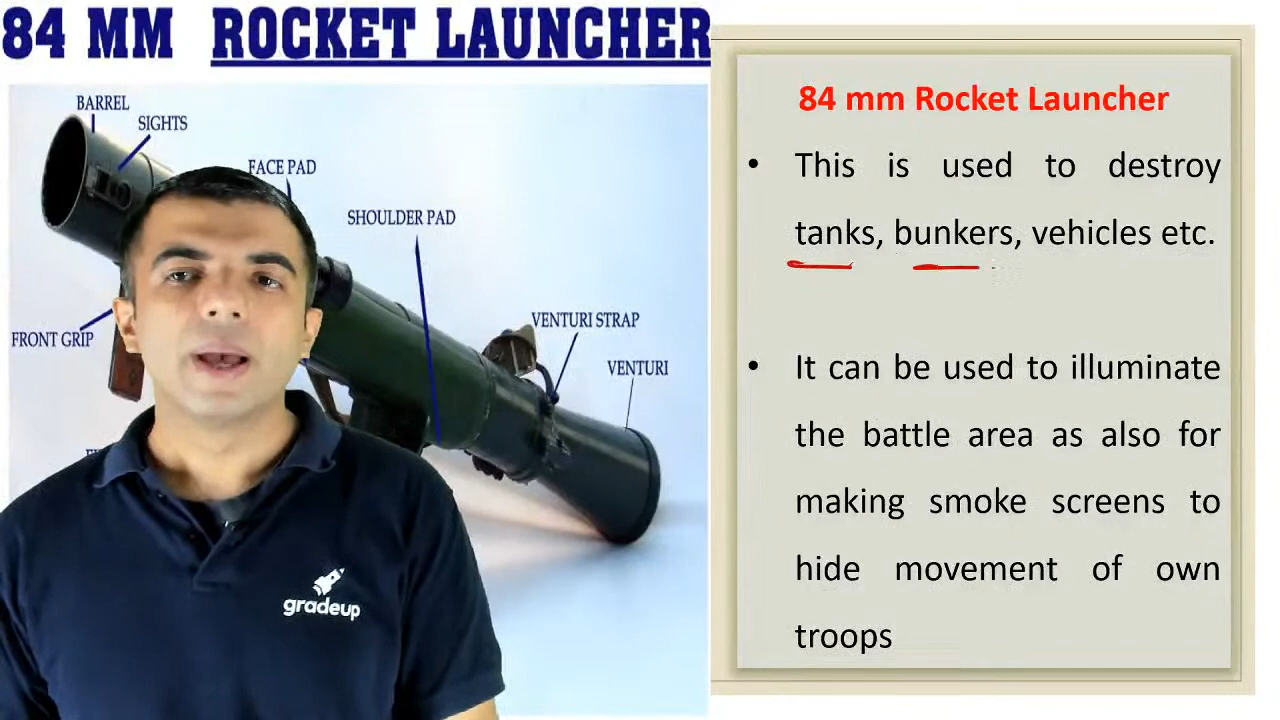 84 MM ROCKET LAUNCHER
BARREL
SIGHTS
FACE PAD
SHOULDER PAD
FRONT GRIP
VENTURI STRAP
VENTURI
gradeup
84 mm Rocket Launcher
• This is used to destroy
tanks, bunkers, vehicles etc.
• It can be used to illuminate
the battle area as also for
making smoke screens to
hide movement of own
troops